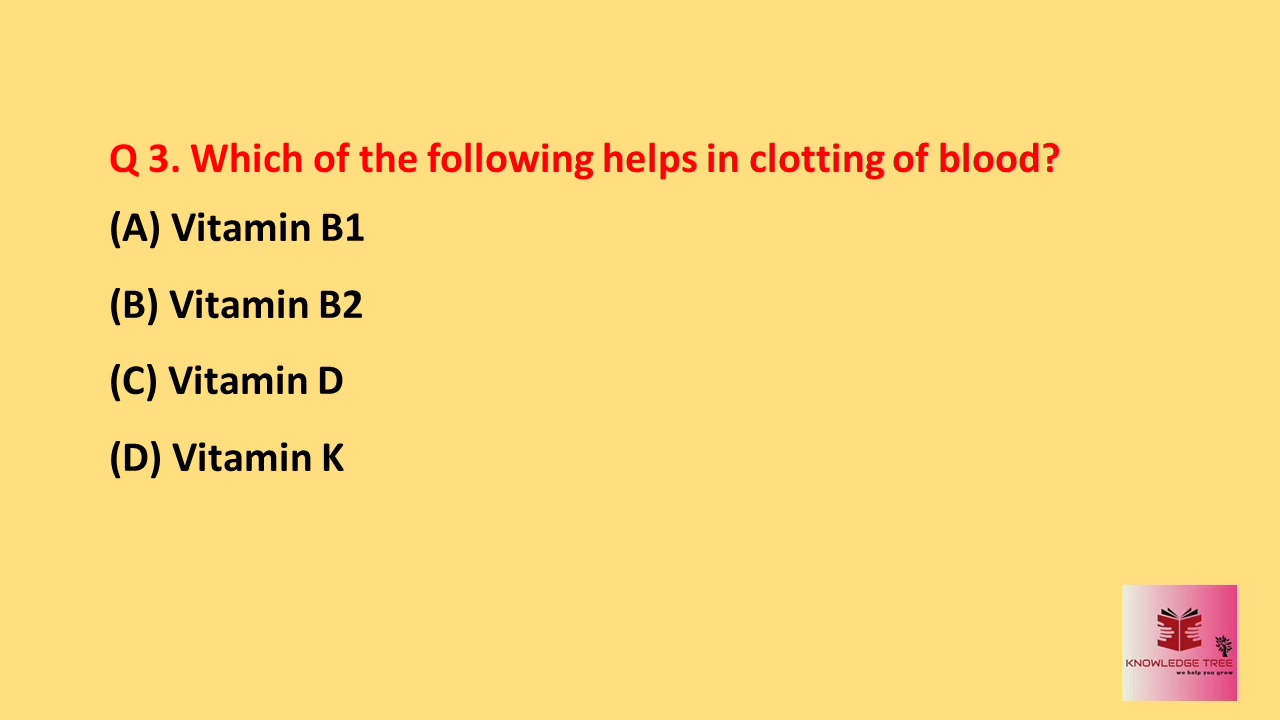 Q 3. Which of the following helps in clotting of blood?
(A) Vitamin B1
(B) Vitamin B2
(C) Vitamin D
(D) Vitamin K
KNOWLEDGE TREE
we help you grow